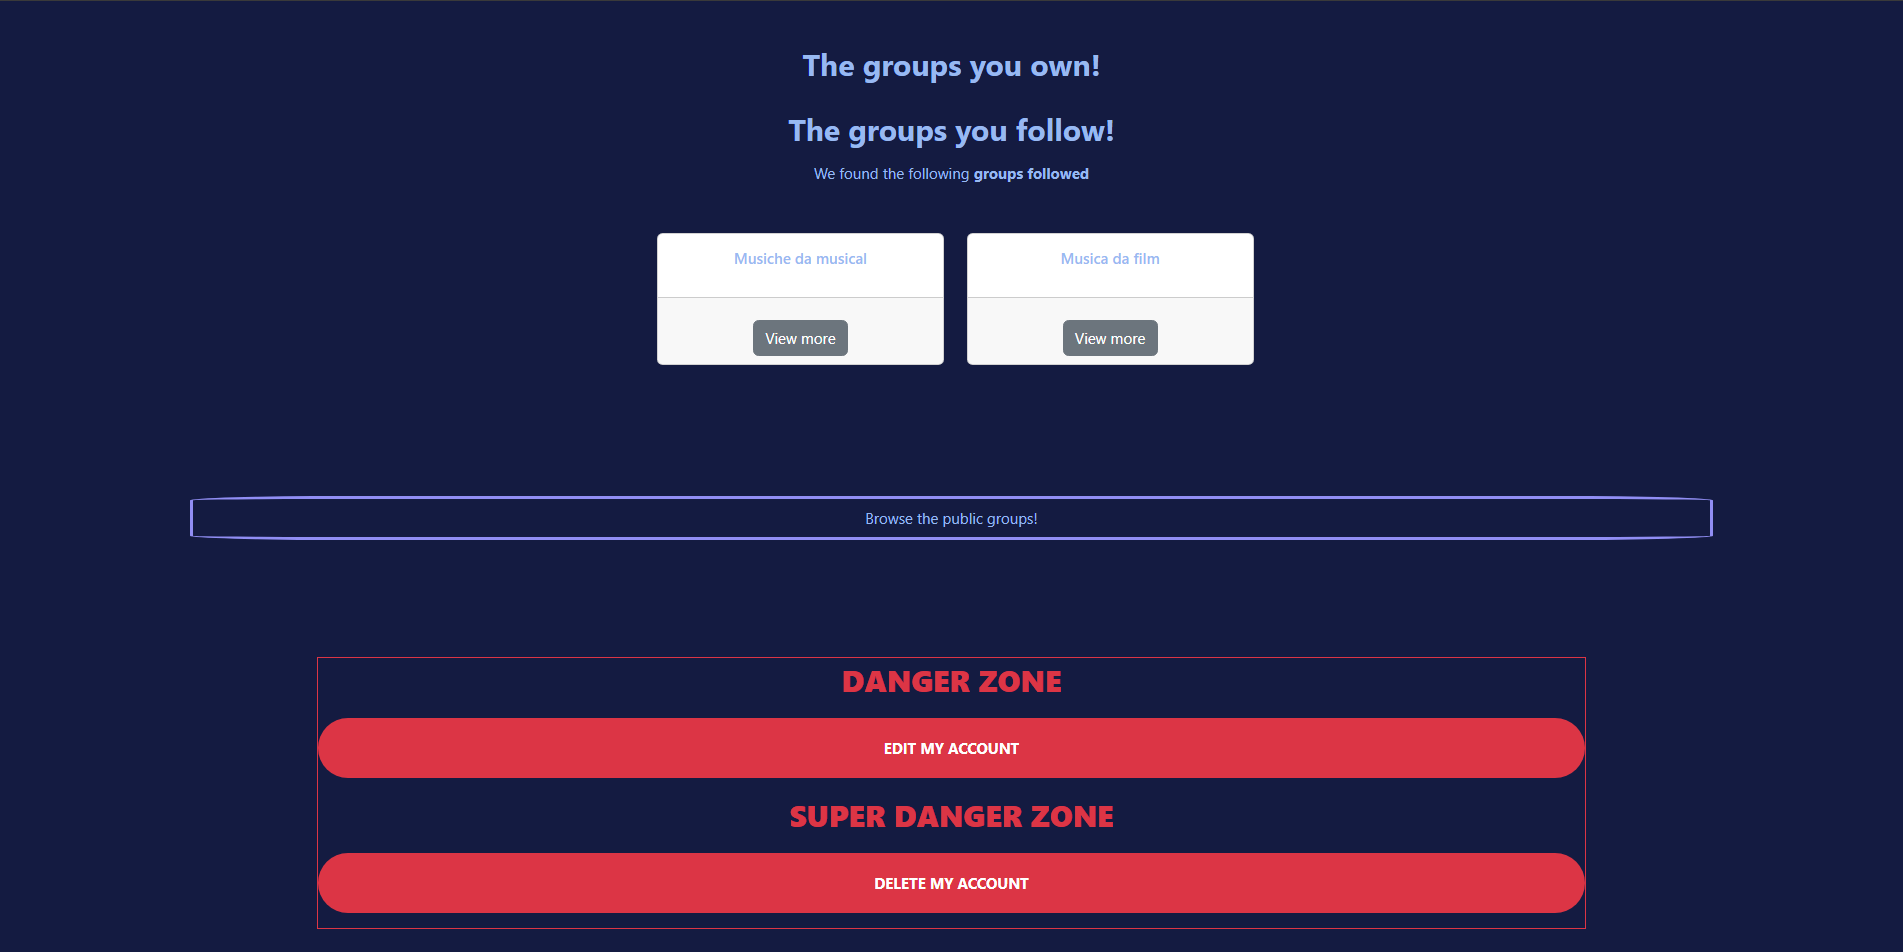 The groups you own!
The groups you follow!
We found the following groups followed
Musiche da musical
Musica da film
View more
View more
Browse the public groups!
DANGER ZONE
EDIT MY ACCOUNT
SUPER DANGER ZONE
DELETE MY ACCOUNT